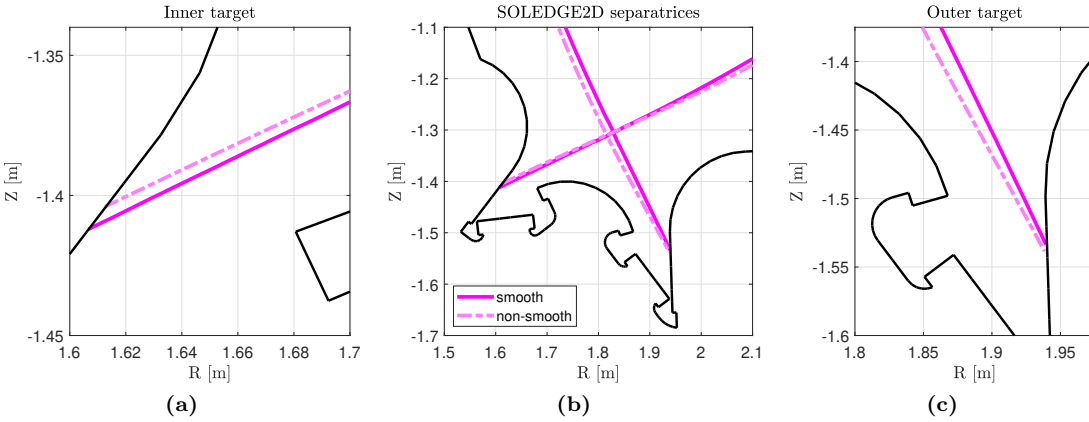 Inner target
-1.35
-1.4
-1.45
1.6
1.62
1.64
1.66
1.68
1.7
Z [m]
R [m]
(a)
SOLEDGE2D separatrices
-1.1
-1.2
-1.3
-1.4
-1.5
-1.6
-1.7
1.5
1.6
1.7
1.8
1.9
2
2.1
Z [m]
R [m]
smooth
non-smooth
(b)
Outer target
-1.4
-1.45
-1.5
-1.55
-1.6
1.8
1.85
1.9
1.95
Z [m]
R [m]
(c)